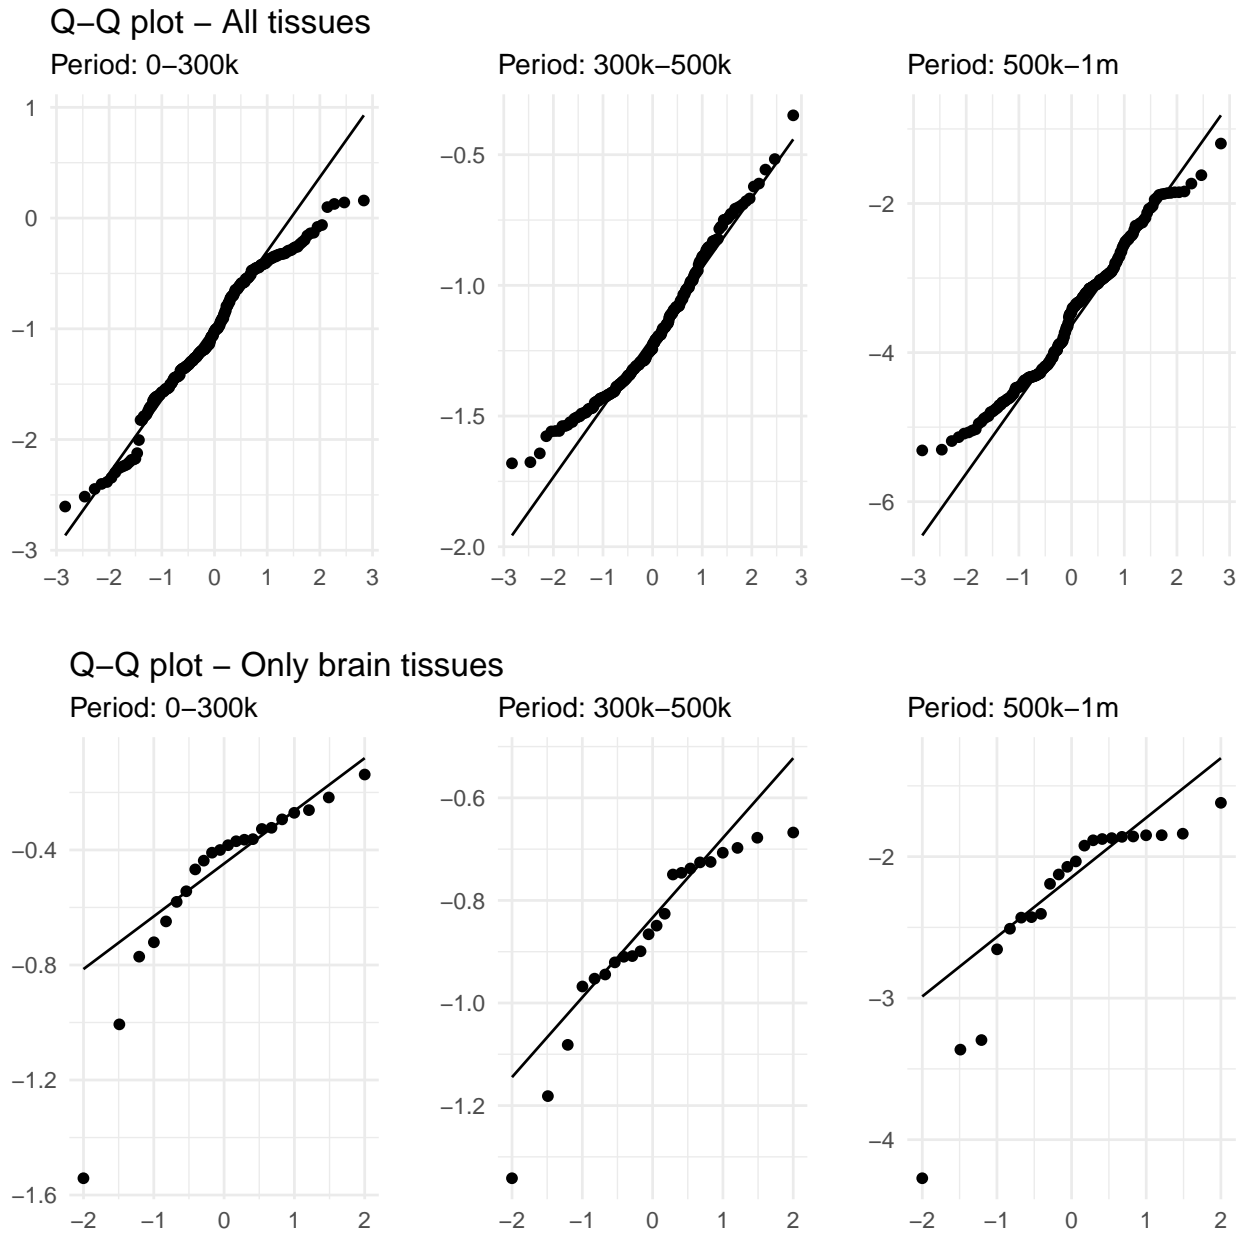 Q−Q plot − All tissues
Period: 0−300k
Period: 300k−500k
Period: 500k−1m
1
0
−1
−2
−3
−3 −2 −1 0 1 2 3
−0.5
−1.0
−1.5
−2.0
−3 −2 −1 0 1 2 3
−2
−4
−6
−3 −2 −1 0 1 2 3
Q−Q plot − Only brain tissues
Period: 0−300k
Period: 300k−500k
Period: 500k−1m
−0.4
−0.8
−1.2
−1.6
−2 −1 0 1 2
−0.6
−0.8
−1.0
−1.2
−2 −1 0 1 2
−2
−3
−4
−2 −1 0 1 2